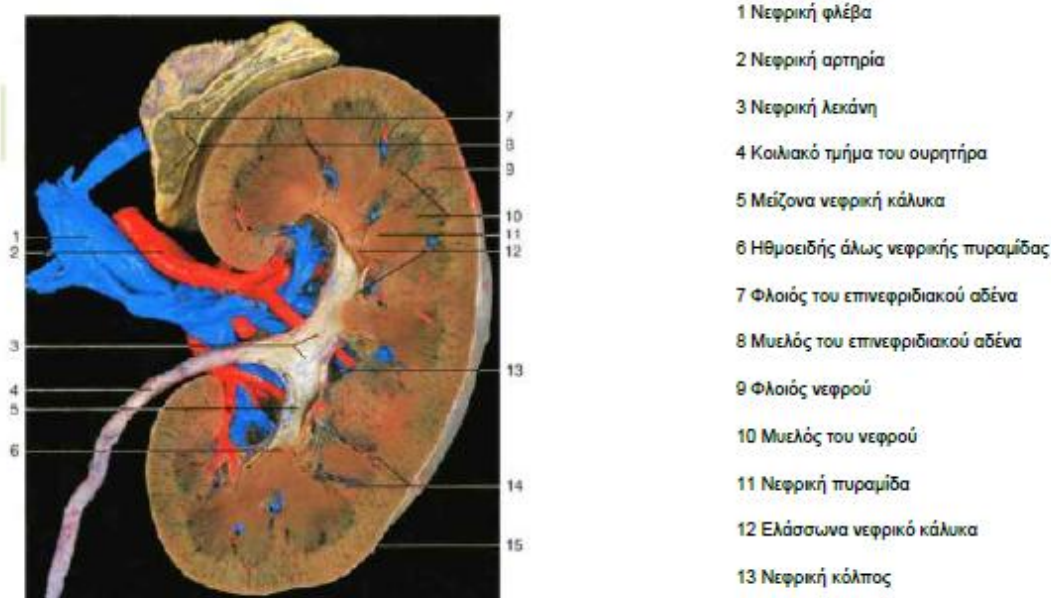 1 Νεφρική φλέβα
2 Νεφρική αρτηρία
3 Νεφρική λεκάνη
4 Κοιλιακό τμήμα του ουρητήρα
5 Μείζονα νεφρική κάλυκα
6 Ηθμοειδής άλως νεφρικής πυραμίδας
7 Φλοιός του επινεφριδιακού αδένα
8 Μυελός του επινεφριδιακού αδένα
9 Φλοιός νεφρού
10 Μυελός του νεφρού
11 Νεφρική πυραμίδα
12 Ελάσσωνα νεφρικό κάλυκα
13 Νεφρική κόλπος
1
2
3
4
5
6
7
8
9
10
11
12
13
14
15